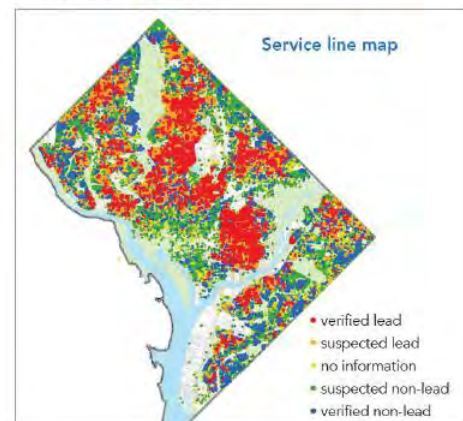 Service line map
verified lead
suspected lead
no information
suspected non-lead
verified non-lead